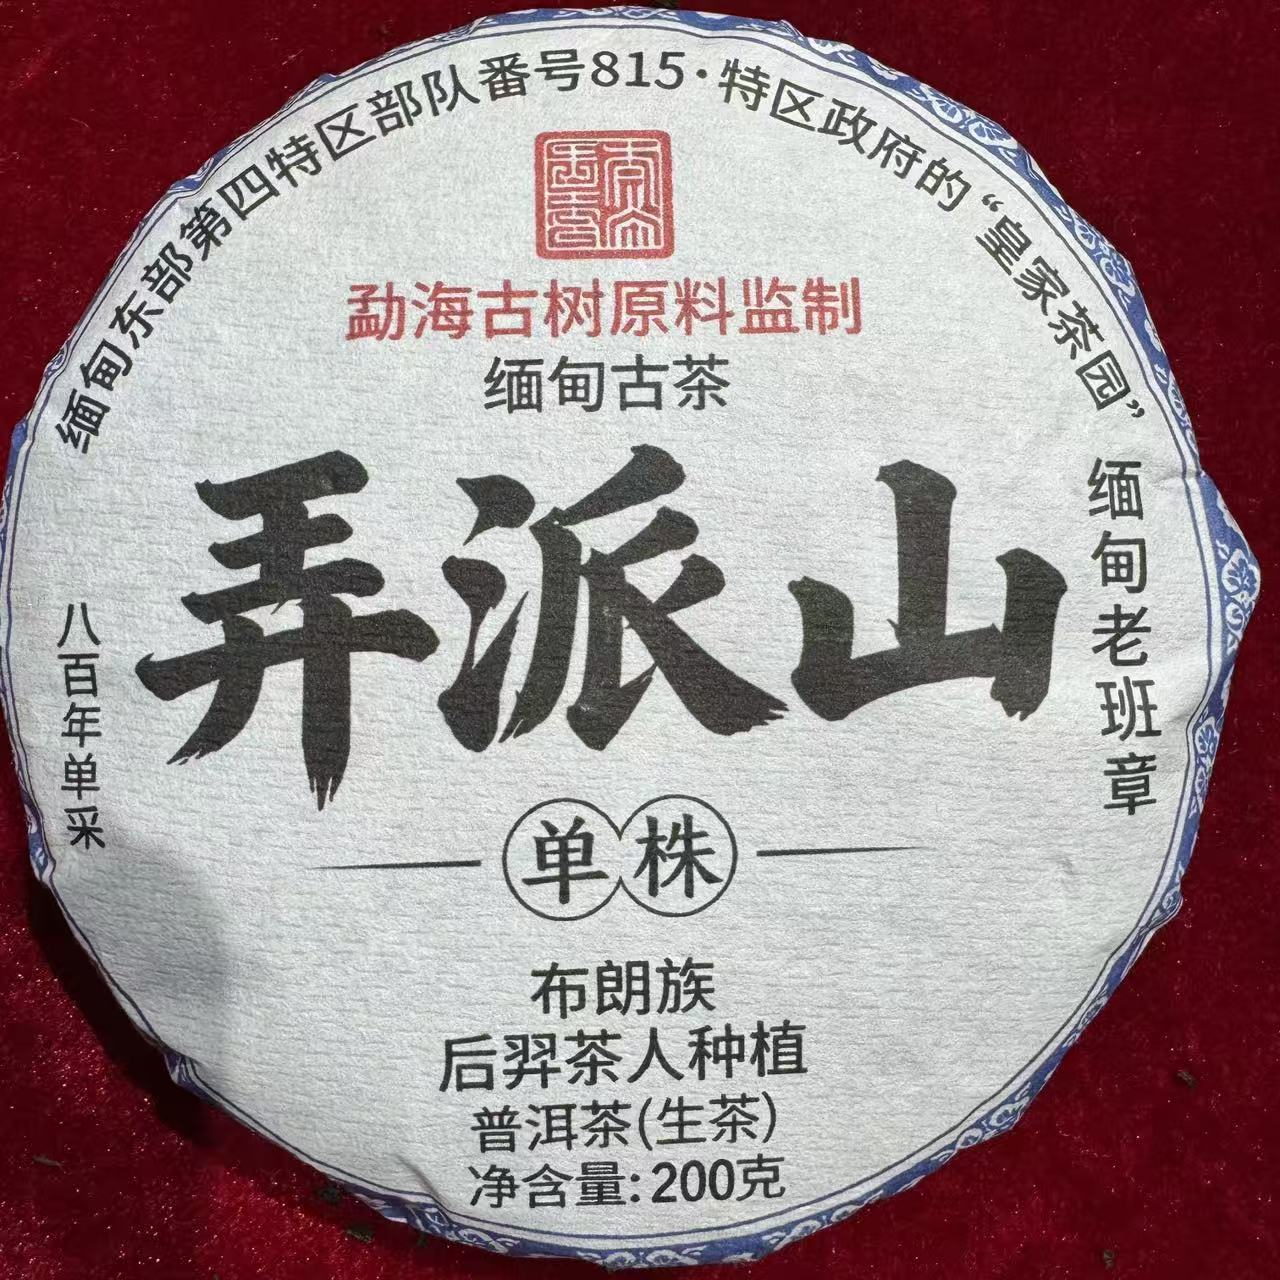 缅甸东部第四特区部队番号815·特区政府的“皇家茶园”
勐海古树原料监制
缅甸古茶
弄派山
缅甸老班章
八百年单采
单株
布朗族
后羿茶人种植
普洱茶(生茶)
净含量:200克